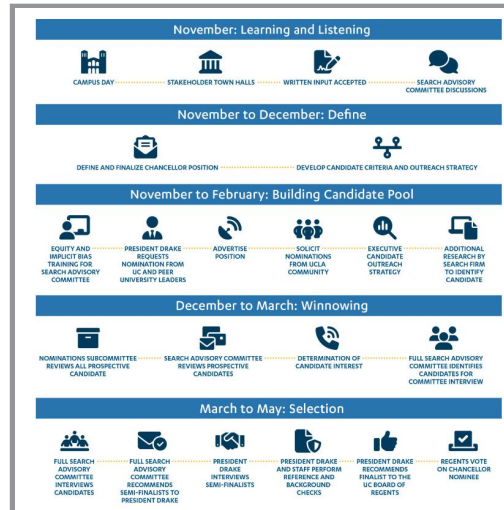 November: Learning and Listening
CAMPUS DAY
STAKEHOLDER TOWN HALLS
WRITTEN INPUT ACCEPTED
SEARCH ADVISORY
COMMITTEE DISCUSSIONS
November to December: Define
DEFINE AND FINALIZE CHANCELLOR POSITION
DEVELOP CANDIDATE CRITERIA AND OUTREACH STRATEGY
November to February: Building Candidate Pool
EQUITY AND
IMPLICIT BIAS
TRAINING FOR
SEARCH ADVISORY
COMMITTEE
PRESIDENT DRAKE
REQUESTS
NOMINATION FROM
UC AND PEER
UNIVERSITY LEADERS
ADVERTISE
POSITION
SOLICIT
NOMINATIONS
FROM UCLA
COMMUNITY
EXECUTIVE
CANDIDATE
OUTREACH
STRATEGY
ADDITIONAL
RESEARCH BY
SEARCH FIRM
TO IDENTIFY
CANDIDATE
December to March: Winnowing
NOMINATIONS SUBCOMMITTEE
REVIEWS ALL PROSPECTIVE
CANDIDATE
SEARCH ADVISORY COMMITTEE
REVIEWS PROSPECTIVE
CANDIDATES
DETERMINATION OF
CANDIDATE INTEREST
FULL SEARCH ADVISORY
COMMITTEE IDENTIFIES
CANDIDATES FOR
COMMITTEE INTERVIEW
March to May: Selection
FULL SEARCH
ADVISORY
COMMITTEE
INTERVIEWS
CANDIDATES
FULL SEARCH
ADVISORY
COMMITTEE
RECOMMENDS
SEMI-FINALISTS TO
PRESIDENT DRAKE
PRESIDENT
DRAKE
INTERVIEWS
SEMI-FINALISTS
PRESIDENT DRAKE
AND STAFF PERFORM
REFERENCE AND
BACKGROUND
CHECKS
PRESIDENT DRAKE
RECOMMENDS
FINALIST TO THE
UC BOARD OF
REGENTS
REGENTS VOTE
ON CHANCELLOR
NOMINEE